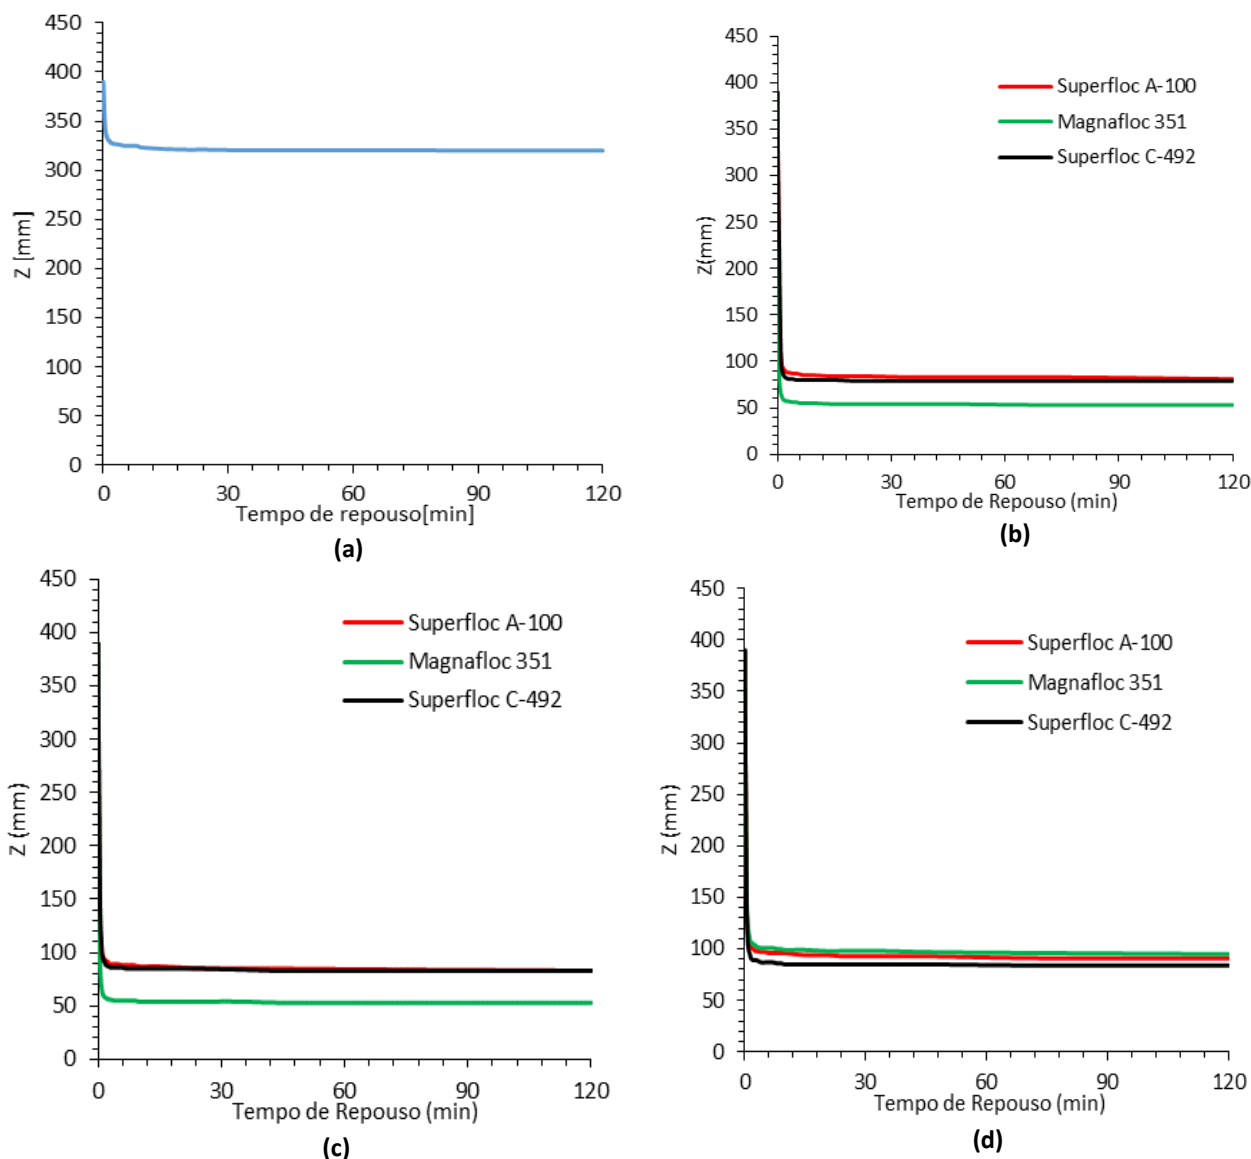 450
400
350
300
250
200
150
100
50
0
Z [mm]
0 30 60 90 120
Tempo de repouso[min]
(a)
450
400
350
300
250
200
150
100
50
0
Z(mm)
Superfloc A-100
Magnafloc 351
Superfloc C-492
0 30 60 90 120
Tempo de Repouso (min)
(b)
450
400
350
300
250
200
150
100
50
0
Z (mm)
Superfloc A-100
Magnafloc 351
Superfloc C-492
0 30 60 90 120
Tempo de Repouso (min)
(c)
450
400
350
300
250
200
150
100
50
0
Z (mm)
Superfloc A-100
Magnafloc 351
Superfloc C-492
0 30 60 90 120
Tempo de Repouso (min)
(d)